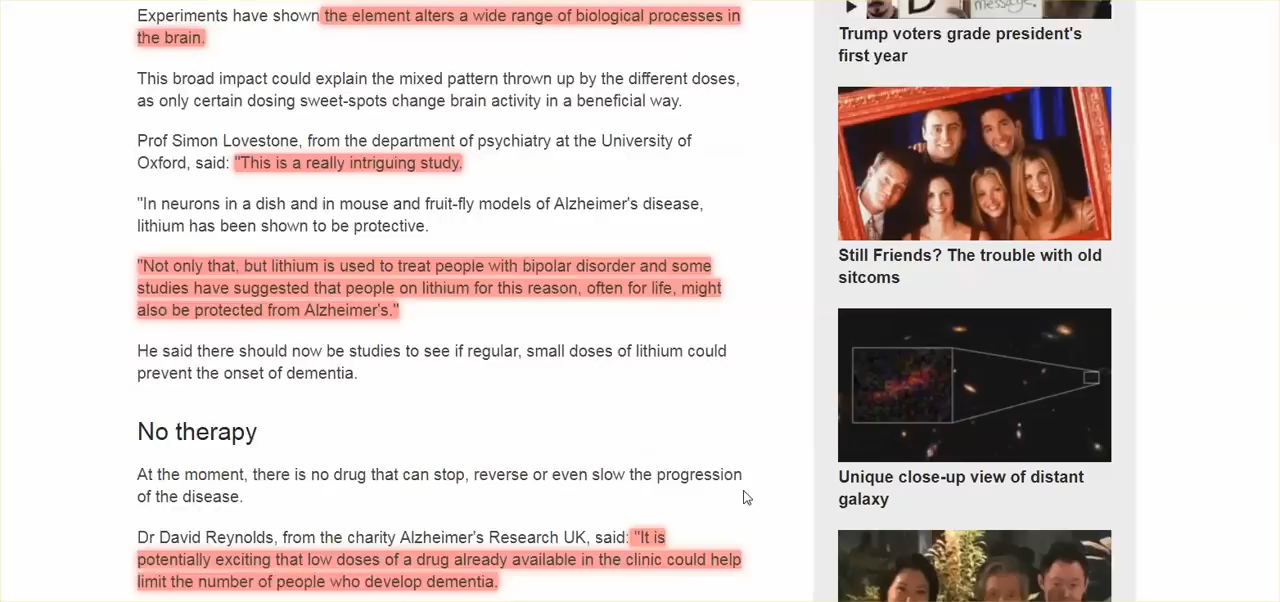 Experiments have shown the element alters a wide range of biological processes in
the brain.
This broad impact could explain the mixed pattern thrown up by the different doses,
as only certain dosing sweet-spots change brain activity in a beneficial way.
Prof Simon Lovestone, from the department of psychiatry at the University of
Oxford, said: "This is a really intriguing study.
"In neurons in a dish and in mouse and fruit-fly models of Alzheimer's disease,
lithium has been shown to be protective.
"Not only that, but lithium is used to treat people with bipolar disorder and some
studies have suggested that people on lithium for this reason, often for life, might
also be protected from Alzheimer's."
He said there should now be studies to see if regular, small doses of lithium could
prevent the onset of dementia.
No therapy
At the moment, there is no drug that can stop, reverse or even slow the progression
of the disease.
Dr David Reynolds, from the charity Alzheimer's Research UK, said: "It is
potentially exciting that low doses of a drug already available in the clinic could help
limit the number of people who develop dementia.
message.
Trump voters grade president's
first year
Still Friends? The trouble with old
sitcoms
Unique close-up view of distant
galaxy